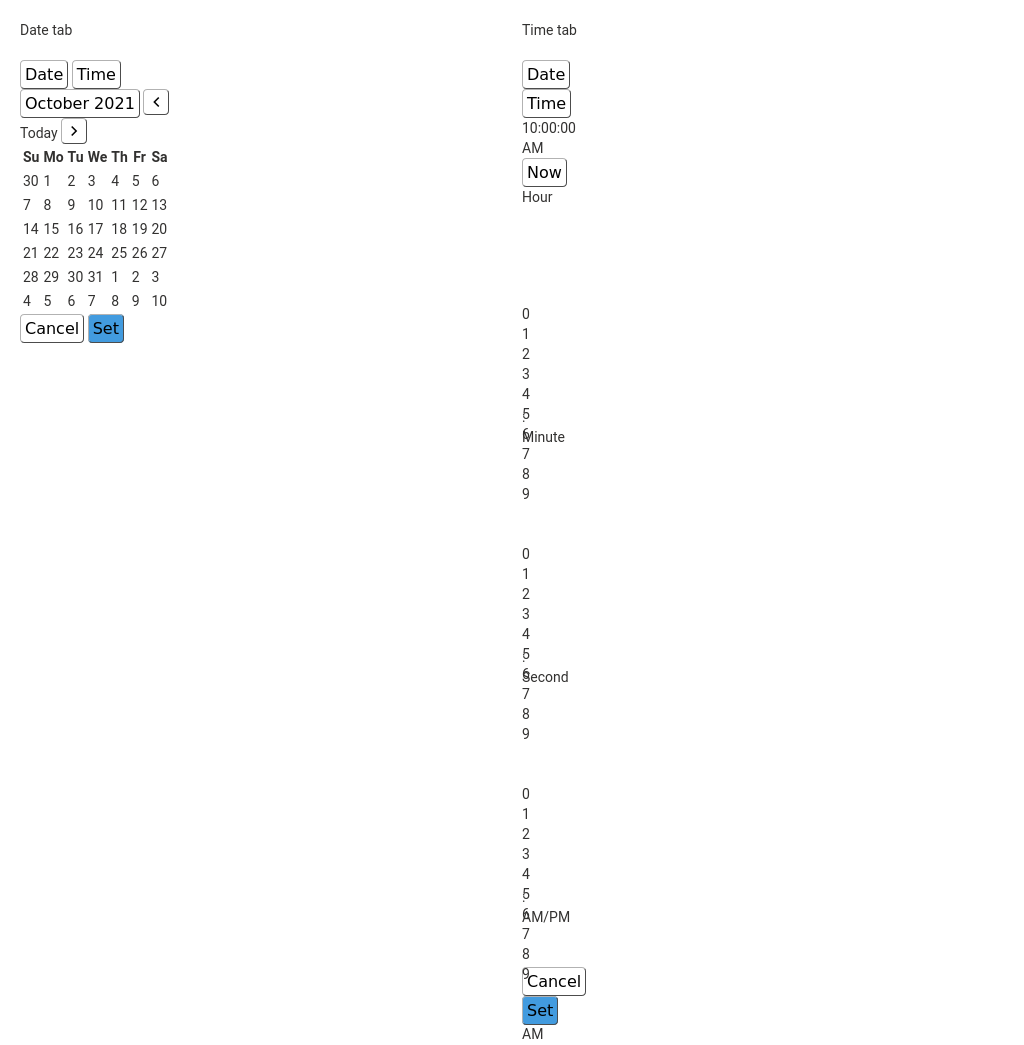 Date tab
Date Time
October 2021
Today
Su Mo Tu We Th Fr Sa
30 1 2 3 4 5 6
7 8 9 10 11 12 13
14 15 16 17 18 19 20
21 22 23 24 25 26 27
28 29 30 31 1 2 3
4 5 6 7 8 9 10
Cancel Set
Time tab
Date
Time
10:00:00
AM
Now
Hour
0
1
2
3
4
5
:
6
Minute
7
8
9
0
1
2
3
4
5
:
6
Second
7
8
9
0
1
2
3
4
5
:
6
AM/PM
7
8
9
Cancel
Set
AM